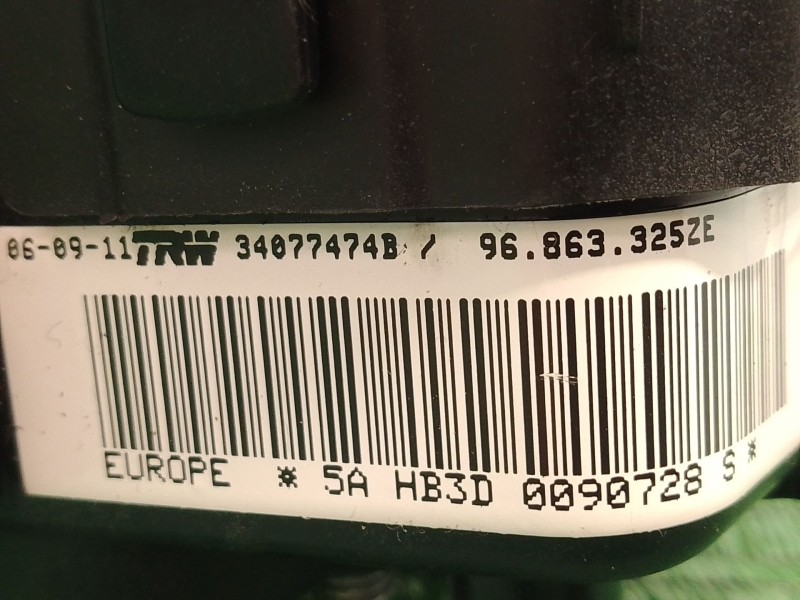 06-09-11 TRW 34077474B / 96.863.325ZE
EUROPE * 5A HB3D 0090728 S *